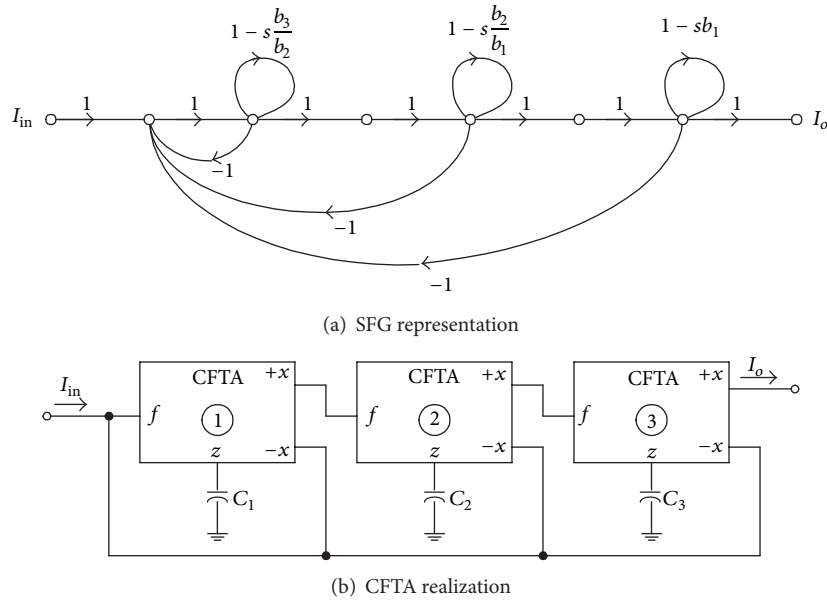 1 − s b₃/b₂
1 − s b₂/b₁
1 − sb₁
I_in 1 1 1 1 1 1 1 I_o
−1
−1
−1
(a) SFG representation
I_in CFTA +x CFTA +x CFTA +x I_o
f 1 f 2 f 3
z −x z −x z −x
C₁ C₂ C₃
(b) CFTA realization